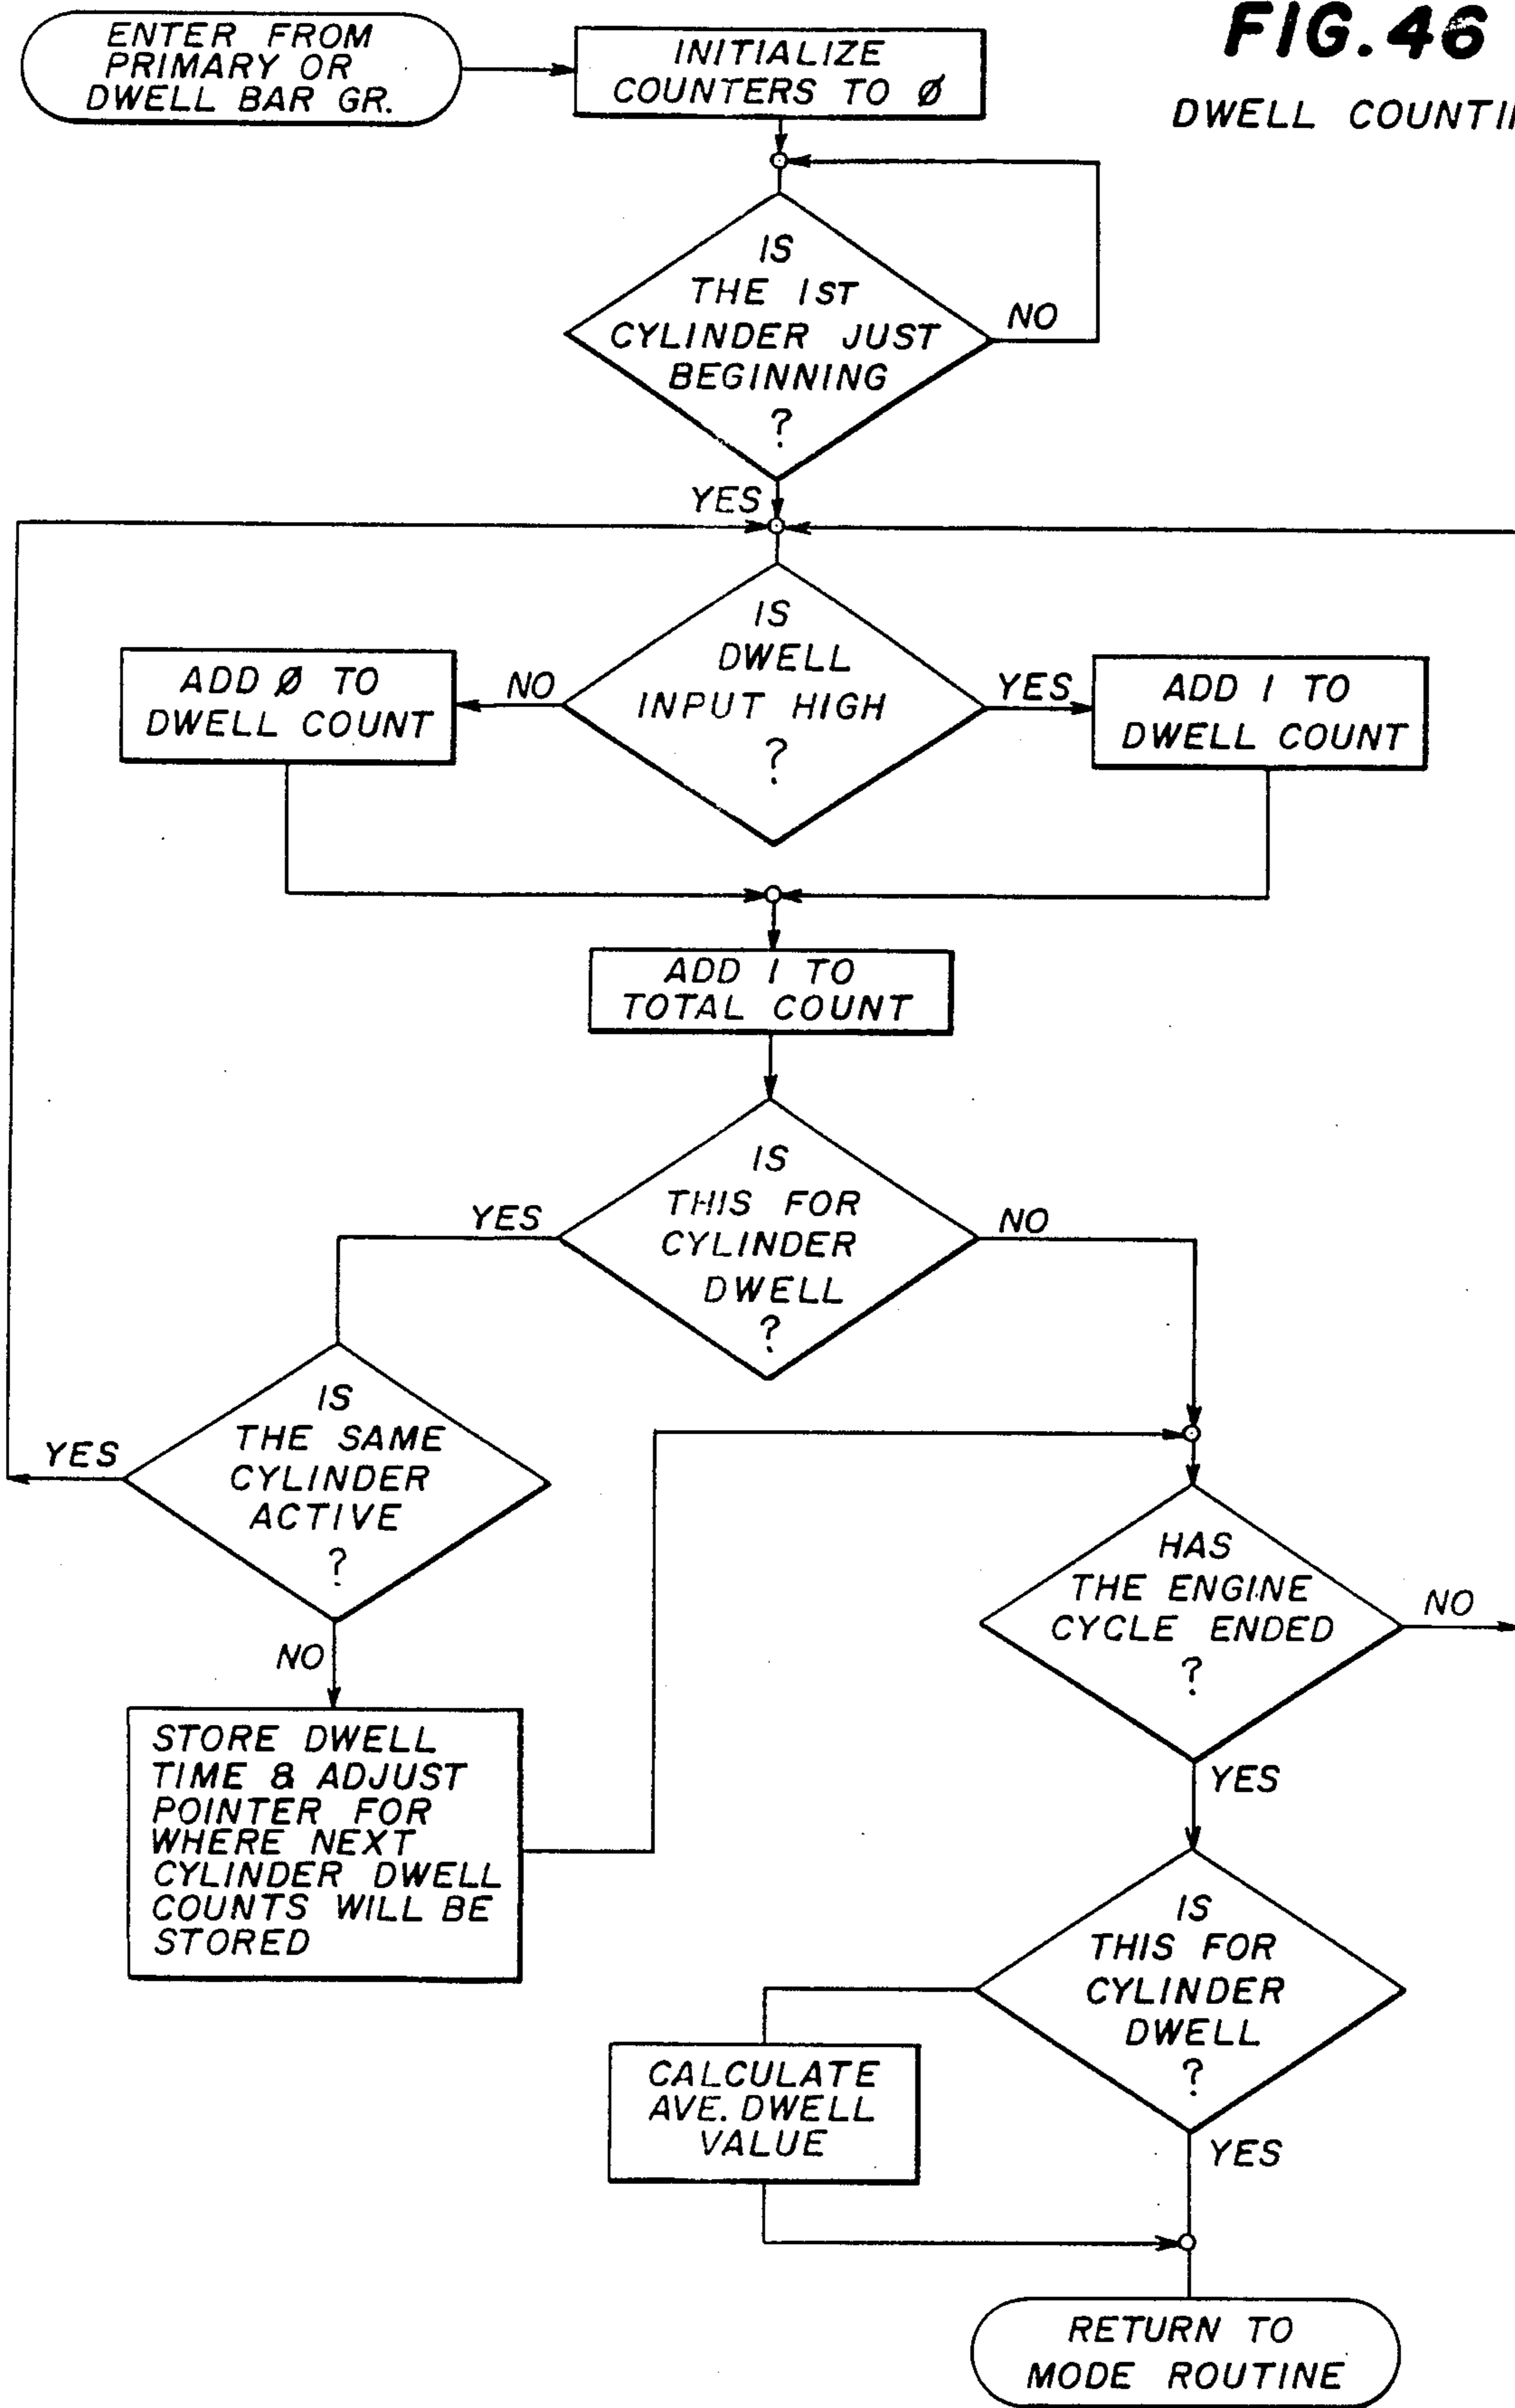 FIG.46
DWELL COUNTI
ENTER FROM
PRIMARY OR
DWELL BAR GR.
INITIALIZE
COUNTERS TO Ø
IS
THE 1ST
CYLINDER JUST
BEGINNING
?
NO
YES
IS
DWELL
INPUT HIGH
?
NO
YES
ADD Ø TO
DWELL COUNT
ADD 1 TO
DWELL COUNT
ADD 1 TO
TOTAL COUNT
IS
THIS FOR
CYLINDER
DWELL
?
YES
NO
IS
THE SAME
CYLINDER
ACTIVE
?
YES
NO
STORE DWELL
TIME & ADJUST
POINTER FOR
WHERE NEXT
CYLINDER DWELL
COUNTS WILL BE
STORED
HAS
THE ENGINE
CYCLE ENDED
?
NO
YES
IS
THIS FOR
CYLINDER
DWELL
?
YES
CALCULATE
AVE. DWELL
VALUE
RETURN TO
MODE ROUTINE